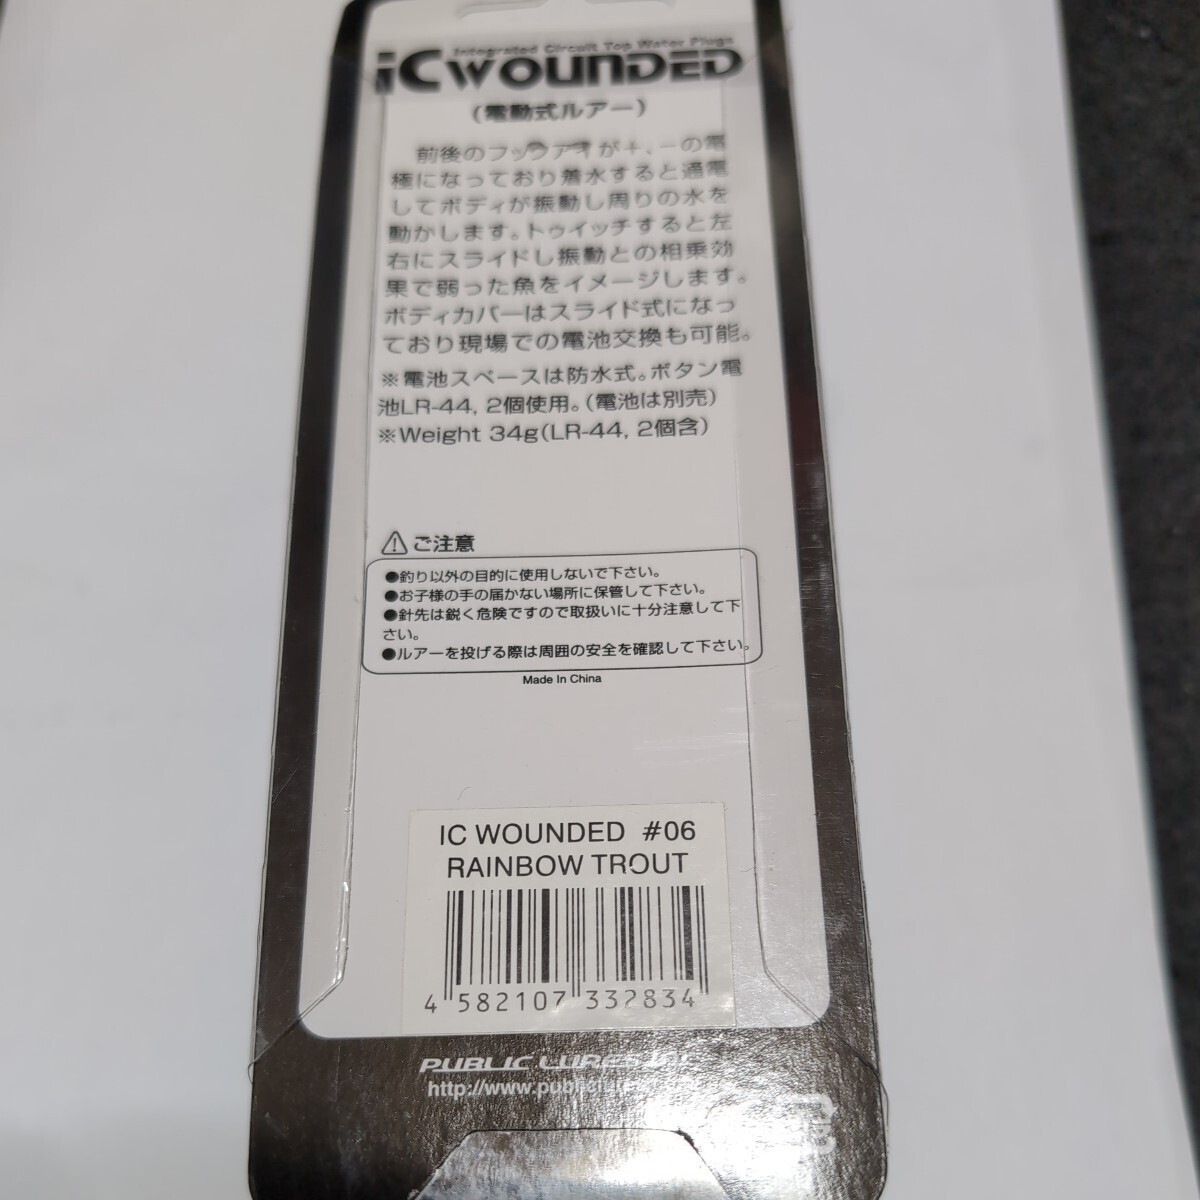 Integrated Circuit Top Water Plugs
iC WOUNDED
(電動式ルアー)
前後のフックアイが＋、－の電
極になっており着水すると通電
してボディが振動し周りの水を
動かします。トゥイッチすると左
右にスライドし振動との相乗効
果で弱った魚をイメージします。
ボディカバーはスライド式になっ
ており現場での電池交換も可能。
※電池スペースは防水式。ボタン電
池LR-44, 2個使用。(電池は別売)
※Weight 34g(LR-44, 2個含)
⚠ご注意
●釣り以外の目的に使用しないで下さい。
●お子様の手の届かない場所に保管して下さい。
●針先は鋭く危険ですので取扱いに十分注意して下
さい。
●ルアーを投げる際は周囲の安全を確認して下さい。
Made In China
IC WOUNDED #06
RAINBOW TROUT
4 582107 332834
PUBLIC LURES